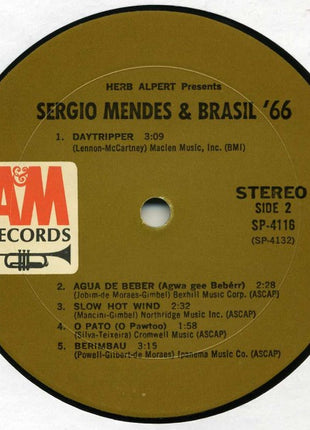 HERB ALPERT Presents
SERGIO MENDES & BRASIL '66
1. DAYTRIPPER 3:09
(Lennon-McCartney) Maclen Music, Inc. (BMI)
A&M
RECORDS
STEREO
SIDE 2
SP-4116
(SP-4132)
2. AGUA DE BEBER (Agwa gee Bebérr) 2:28
(Jobim-de Moraes-Gimbel) Bexhill Music Corp. (ASCAP)
3. SLOW HOT WIND 2:32
(Mancini-Gimbel) Northridge Music Inc. (ASCAP)
4. O PATO (O Pawtoo) 1:58
(Silva-Teixeira) Cromwell Music (ASCAP)
5. BERIMBAU 3:15
(Powell-Gilbert-de Moraes) Ipanema Music Co. (ASCAP)